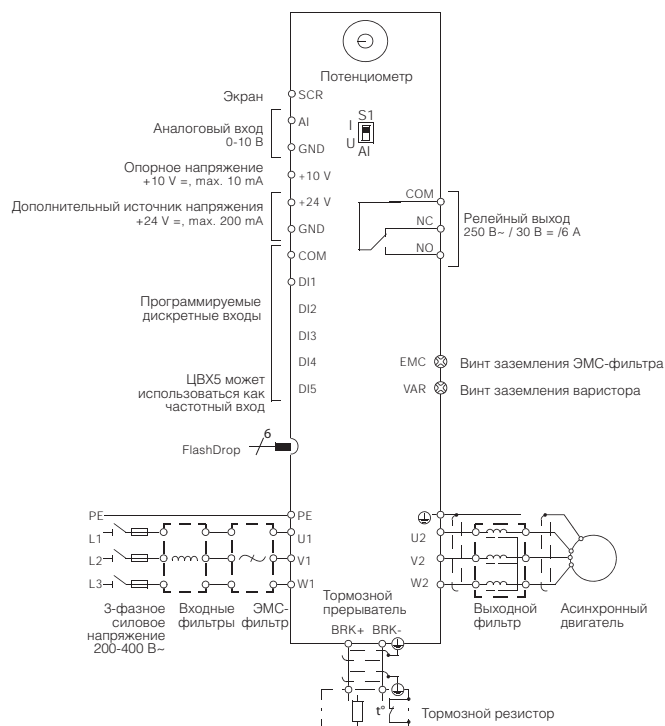 Потенциометр
Экран
SCR
Аналоговый вход
0-10 В
AI
GND
I
S1
U
AI
Опорное напряжение
+10 V =, max. 10 mA
+10 V
Дополнительный источник напряжения
+24 V =, max. 200 mA
+24 V
GND
COM
NC
NO
Релейный выход
250 В~ / 30 В = /6 А
COM
DI1
Программируемые
дискретные входы
DI2
DI3
DI4
DI5
ЦВХ5 может
использоваться как
частотный вход
EMC
Винт заземления ЭМС-фильтра
VAR
Винт заземления варистора
FlashDrop
6
PE
PE
L1
U1
U2
L2
V1
V2
L3
W1
W2
3-фазное
силовое
напряжение
200-400 В~
Входные
фильтры
ЭМС-
фильтр
Тормозной
прерыватель
BRK+ BRK-
Выходной
фильтр
Асинхронный
двигатель
t°
Тормозной резистор